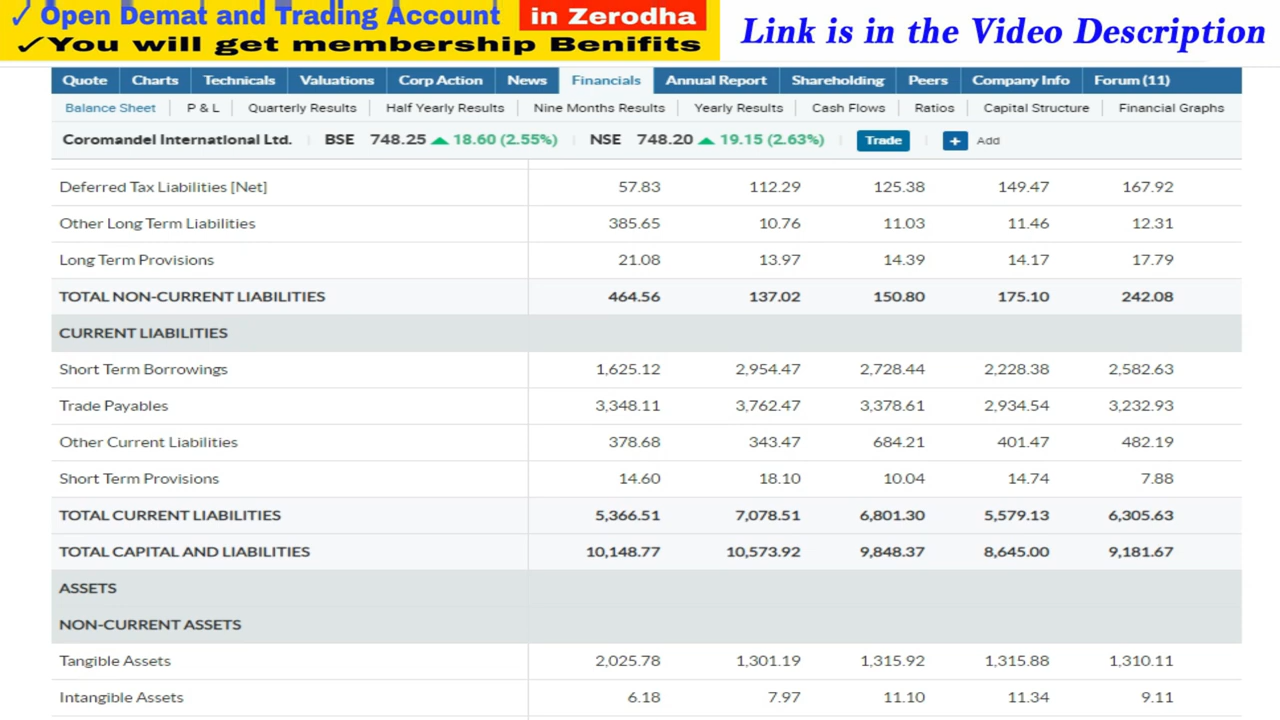 ✓ Open Demat and Trading Account in Zerodha
✓You will get membership Benifits
Link is in the Video Description
Quote Charts Technicals Valuations Corp Action News Financials Annual Report Shareholding Peers Company Info Forum (11)
Balance Sheet P & L Quarterly Results Half Yearly Results Nine Months Results Yearly Results Cash Flows Ratios Capital Structure Financial Graphs
Coromandel International Ltd. BSE 748.25 ▲ 18.60 (2.55%) NSE 748.20 ▲ 19.15 (2.63%) Trade + Add
Deferred Tax Liabilities [Net] 57.83 112.29 125.38 149.47 167.92
Other Long Term Liabilities 385.65 10.76 11.03 11.46 12.31
Long Term Provisions 21.08 13.97 14.39 14.17 17.79
TOTAL NON-CURRENT LIABILITIES 464.56 137.02 150.80 175.10 242.08
CURRENT LIABILITIES
Short Term Borrowings 1,625.12 2,954.47 2,728.44 2,228.38 2,582.63
Trade Payables 3,348.11 3,762.47 3,378.61 2,934.54 3,232.93
Other Current Liabilities 378.68 343.47 684.21 401.47 482.19
Short Term Provisions 14.60 18.10 10.04 14.74 7.88
TOTAL CURRENT LIABILITIES 5,366.51 7,078.51 6,801.30 5,579.13 6,305.63
TOTAL CAPITAL AND LIABILITIES 10,148.77 10,573.92 9,848.37 8,645.00 9,181.67
ASSETS
NON-CURRENT ASSETS
Tangible Assets 2,025.78 1,301.19 1,315.92 1,315.88 1,310.11
Intangible Assets 6.18 7.97 11.10 11.34 9.11